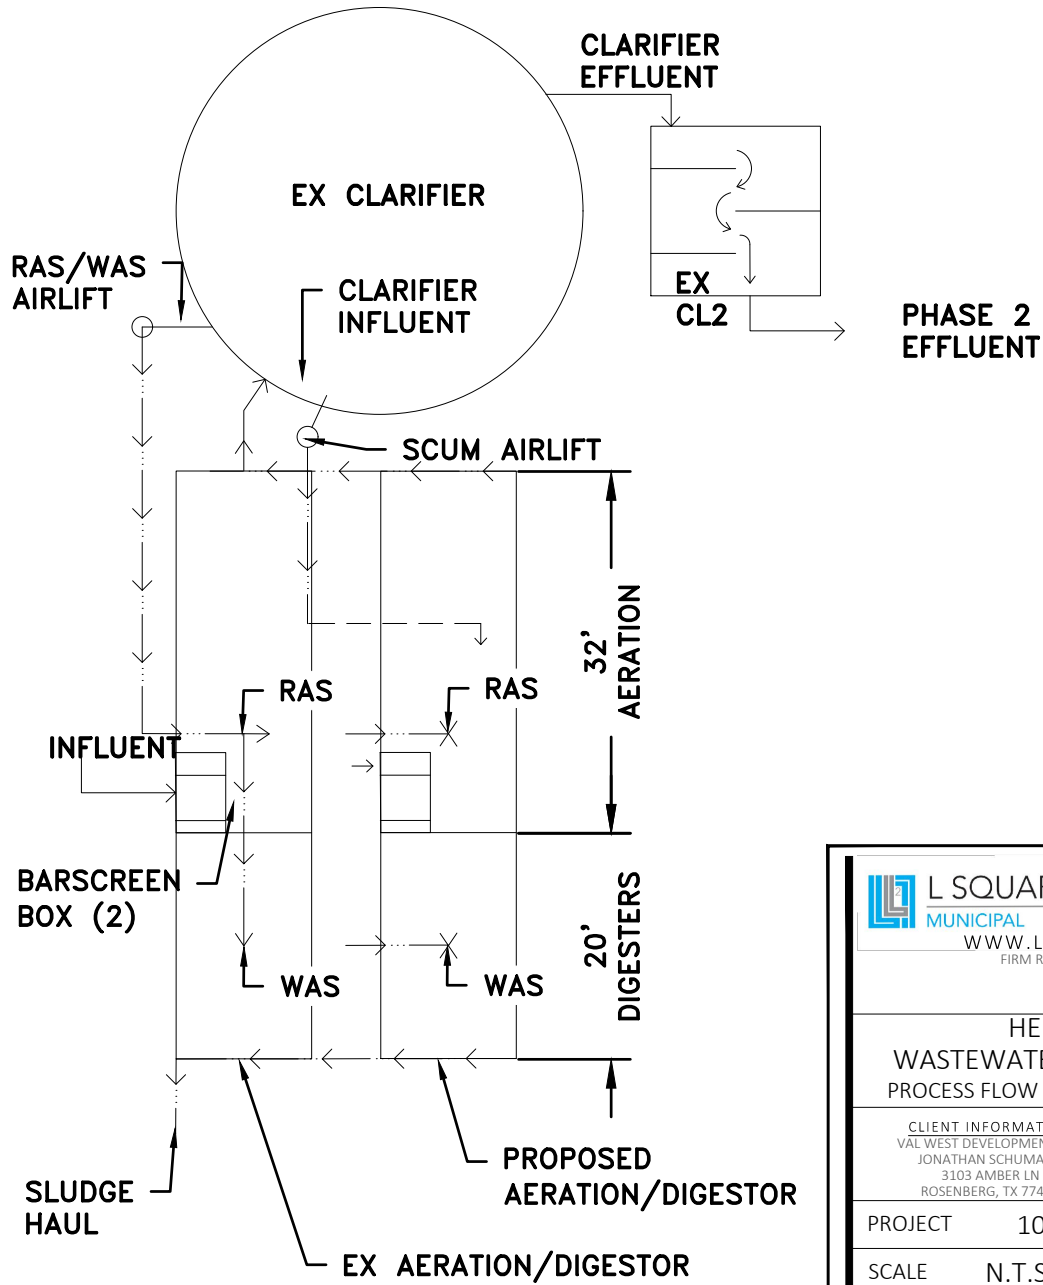 CLARIFIER
EFFLUENT
EX CLARIFIER
RAS/WAS
AIRLIFT
CLARIFIER
INFLUENT
EX
CL2
PHASE 2
EFFLUENT
SCUM AIRLIFT
32'
AERATION
RAS
RAS
INFLUENT
BARSCREEN
BOX (2)
20'
DIGESTERS
WAS
WAS
PROPOSED
AERATION/DIGESTOR
SLUDGE
HAUL
EX AERATION/DIGESTOR
L SQUAR
MUNICIPAL
WWW.L
FIRM R
HE
WASTEWATE
PROCESS FLOW
CLIENT INFORMAT
VAL WEST DEVELOPMEN
JONATHAN SCHUMA
3103 AMBER LN
ROSENBERG, TX 774
PROJECT 10
SCALE N.T.S